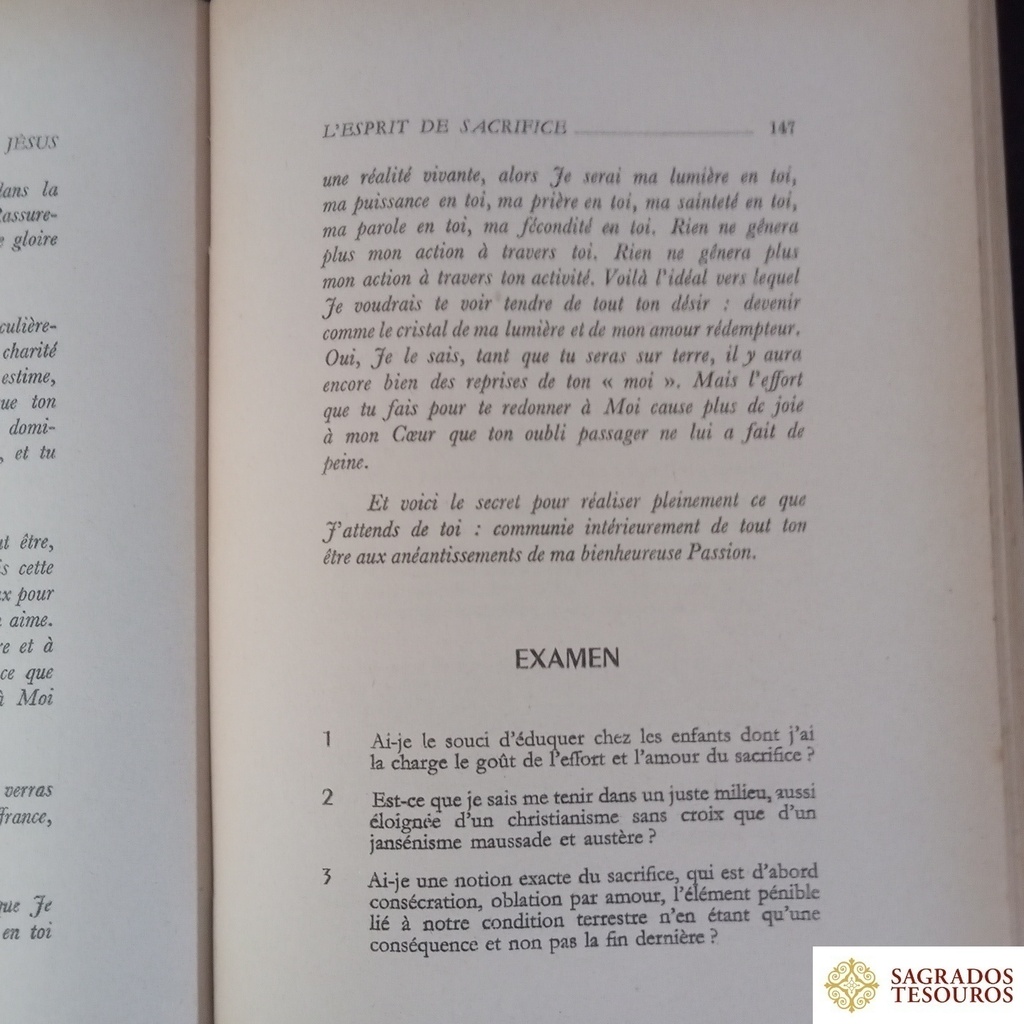 JÉSUS
dans la
gloire
charité
estime,
que ton
domi-
, et tu
être,
cette
pour
aime.
et à
ce que
à Moi
verras
que Je
en toi
L'ESPRIT DE SACRIFICE 147
une réalité vivante, alors Je serai ma lumière en toi,
ma puissance en toi, ma prière en toi, ma sainteté en toi,
ma parole en toi, ma fécondité en toi. Rien ne gênera
plus mon action à travers toi. Rien ne gênera plus
mon action à travers ton activité. Voilà l'idéal vers lequel
Je voudrais te voir tendre de tout ton désir : devenir
comme le cristal de ma lumière et de mon amour rédempteur.
Oui, Je le sais, tant que tu seras sur terre, il y aura
encore bien des reprises de ton « moi ». Mais l'effort
que tu fais pour te redonner à Moi cause plus de joie
à mon Cœur que ton oubli passager ne lui a fait de
peine.
Et voici le secret pour réaliser pleinement ce que
J'attends de toi : communie intérieurement de tout ton
être aux anéantissements de ma bienheureuse Passion.
EXAMEN
1 Ai-je le souci d'éduquer chez les enfants dont j'ai
la charge le goût de l'effort et l'amour du sacrifice ?
2 Est-ce que je sais me tenir dans un juste milieu, aussi
éloignée d'un christianisme sans croix que d'un
jansénisme maussade et austère ?
3 Ai-je une notion exacte du sacrifice, qui est d'abord
consécration, oblation par amour, l'élément pénible
lié à notre condition terrestre n'en étant qu'une
conséquence et non pas la fin dernière ?
SAGRADOS
TESOUROS